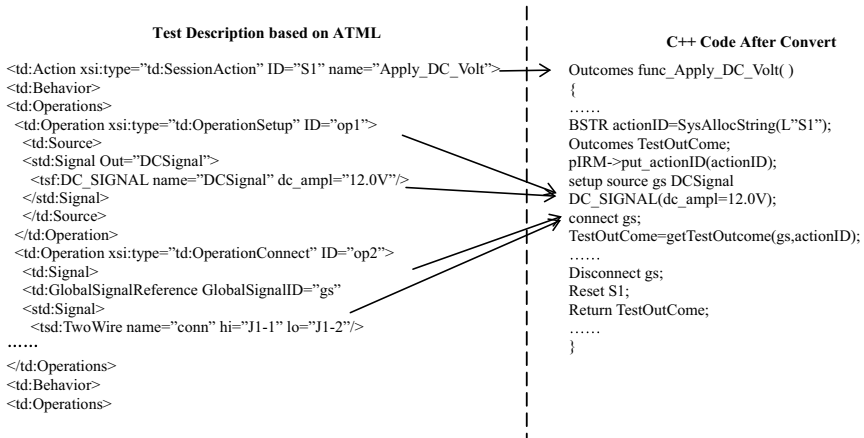 Test Description based on ATML
<td:Action xsi:type=”td:SessionAction” ID=”S1” name=”Apply_DC_Volt”>
<td:Behavior>
<td:Operations>
<td:Operation xsi:type=”td:OperationSetup” ID=”op1”>
<td:Source>
<std:Signal Out=”DCSignal”>
<tsf:DC_SIGNAL name=”DCSignal” dc_ampl=”12.0V”/>
</std:Signal>
</td:Source>
</td:Operation>
<td:Operation xsi:type=”td:OperationConnect” ID=”op2”>
<td:Signal>
<td:GlobalSignalReference GlobalSignalID=”gs”
<std:Signal>
<tsd:TwoWire name=”conn” hi=”J1-1” lo=”J1-2”/>
……
</td:Operations>
<td:Behavior>
<td:Operations>
C++ Code After Convert
Outcomes func_Apply_DC_Volt( )
{
……
BSTR actionID=SysAllocString(L”S1”);
Outcomes TestOutCome;
pIRM->put_actionID(actionID);
setup source gs DCSignal
DC_SIGNAL(dc_ampl=12.0V);
connect gs;
TestOutCome=getTestOutcome(gs,actionID);
……
Disconnect gs;
Reset S1;
Return TestOutCome;
……
}